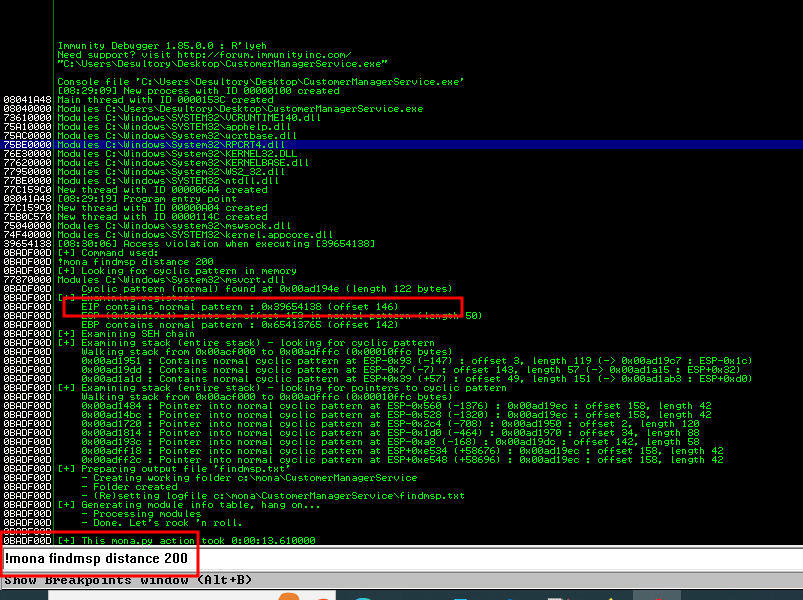 Immunity Debugger 1.85.0.0 : R'lyeh
Need support? visit http://forum.immunityinc.com/
"C:\Users\Desultory\Desktop\CustomerManagerService.exe"
Console file 'C:\Users\Desultory\Desktop\CustomerManagerService.exe'
[08:29:09] New process with ID 00000100 created
08041A48 Main thread with ID 0000153C created
08040000 Modules C:\Users\Desultory\Desktop\CustomerManagerService.exe
73610000 Modules C:\Windows\SYSTEM32\VCRUNTIME140.dll
75A10000 Modules C:\Windows\SYSTEM32\apphelp.dll
75AC0000 Modules C:\Windows\System32\ucrtbase.dll
75BE0000 Modules C:\Windows\System32\RPCRT4.dll
76E30000 Modules C:\Windows\System32\KERNEL32.DLL
77620000 Modules C:\Windows\System32\KERNELBASE.dll
77950000 Modules C:\Windows\System32\WS2_32.dll
77BE0000 Modules C:\Windows\SYSTEM32\ntdll.dll
77C159C0 New thread with ID 000006A4 created
08041A48 [08:29:19] Program entry point
77C159C0 New thread with ID 00000A04 created
75B0C570 New thread with ID 0000114C created
75040000 Modules C:\Windows\system32\mswsock.dll
74F40000 Modules C:\Windows\SYSTEM32\kernel.appcore.dll
39654138 [08:30:06] Access violation when executing [39654138]
0BADF00D [+] Command used:
0BADF00D !mona findmsp distance 200
0BADF00D [+] Looking for cyclic pattern in memory
77870000 Modules C:\Windows\System32\msvcrt.dll
0BADF00D Cyclic pattern (normal) found at 0x00ad194e (length 122 bytes)
0BADF00D [+] Examining registers
0BADF00D EIP contains normal pattern : 0x39654138 (offset 146)
0BADF00D ESP (0x00ad19e4) points at offset 150 in normal pattern (length 50)
0BADF00D EBP contains normal pattern : 0x65413765 (offset 142)
0BADF00D [+] Examining SEH chain
0BADF00D [+] Examining stack (entire stack) - looking for cyclic pattern
0BADF00D Walking stack from 0x00acf000 to 0x00adfffc (0x00010ffc bytes)
0BADF00D 0x00ad1951 : Contains normal cyclic pattern at ESP-0x93 (-147) : offset 3, length 119 (-> 0x00ad19c7 : ESP-0x1c)
0BADF00D 0x00ad19dd : Contains normal cyclic pattern at ESP-0x7 (-7) : offset 143, length 57 (-> 0x00ad1a15 : ESP+0x32)
0BADF00D 0x00ad1a1d : Contains normal cyclic pattern at ESP+0x39 (+57) : offset 49, length 151 (-> 0x00ad1ab3 : ESP+0xd0)
0BADF00D [+] Examining stack (entire stack) - looking for pointers to cyclic pattern
0BADF00D Walking stack from 0x00acf000 to 0x00adfffc (0x00010ffc bytes)
0BADF00D 0x00ad1484 : Pointer into normal cyclic pattern at ESP-0x560 (-1376) : 0x00ad19ec : offset 158, length 42
0BADF00D 0x00ad14bc : Pointer into normal cyclic pattern at ESP-0x528 (-1320) : 0x00ad19ec : offset 158, length 42
0BADF00D 0x00ad1720 : Pointer into normal cyclic pattern at ESP-0x2c4 (-708) : 0x00ad1950 : offset 2, length 120
0BADF00D 0x00ad1814 : Pointer into normal cyclic pattern at ESP-0x1d0 (-464) : 0x00ad1970 : offset 34, length 88
0BADF00D 0x00ad193c : Pointer into normal cyclic pattern at ESP-0xa8 (-168) : 0x00ad19dc : offset 142, length 58
0BADF00D 0x00adff18 : Pointer into normal cyclic pattern at ESP+0xe534 (+58676) : 0x00ad19ec : offset 158, length 42
0BADF00D 0x00adff2c : Pointer into normal cyclic pattern at ESP+0xe548 (+58696) : 0x00ad19ec : offset 158, length 42
0BADF00D [+] Preparing output file 'findmsp.txt'
0BADF00D - Creating working folder c:\mona\CustomerManagerService
0BADF00D - Folder created
0BADF00D - (Re)setting logfile c:\mona\CustomerManagerService\findmsp.txt
0BADF00D [+] Generating module info table, hang on...
0BADF00D - Processing modules
0BADF00D - Done. Let's rock 'n roll.
0BADF00D
0BADF00D [+] This mona.py action took 0:00:13.610000
!mona findmsp distance 200
Show Breakpoints window (Alt+B)